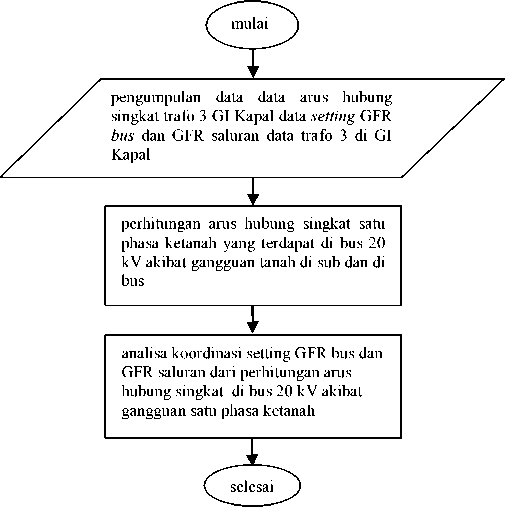 mulai
pengumpulan data data arus hubung
singkat trafo 3 GI Kapal data setting GFR
bus dan GFR saluran data trafo 3 di GI
Kapal
perhitungan arus hubung singkat satu
phasa ketanah yang terdapat di bus 20
kV akibat gangguan tanah di sub dan di
bus
analisa koordinasi setting GFR bus dan
GFR saluran dari perhitungan arus
hubung singkat di bus 20 kV akibat
gangguan satu phasa ketanah
selesai